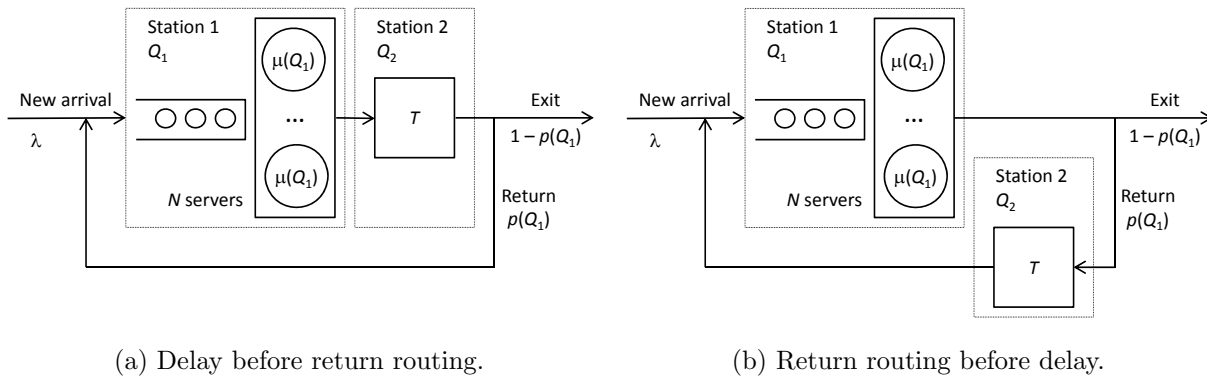 Station 1
Q₁
Station 2
Q₂
μ(Q₁)
New arrival
λ
...
T
Exit
1 – p(Q₁)
μ(Q₁)
N servers
Return
p(Q₁)
(a) Delay before return routing.
Station 1
Q₁
μ(Q₁)
New arrival
λ
...
Exit
1 – p(Q₁)
μ(Q₁)
N servers
Station 2
Q₂
Return
p(Q₁)
T
(b) Return routing before delay.